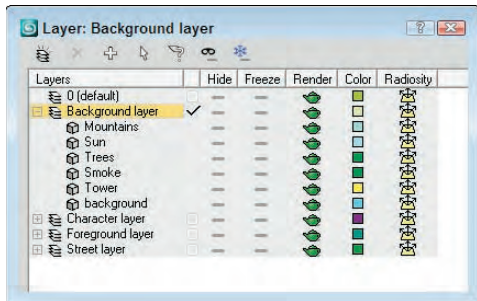 Layer: Background layer
Layers Hide Freeze Render Color Radiosity
0 (default)
Background layer
Mountains
Sun
Trees
Smoke
Tower
background
Character layer
Foreground layer
Street layer